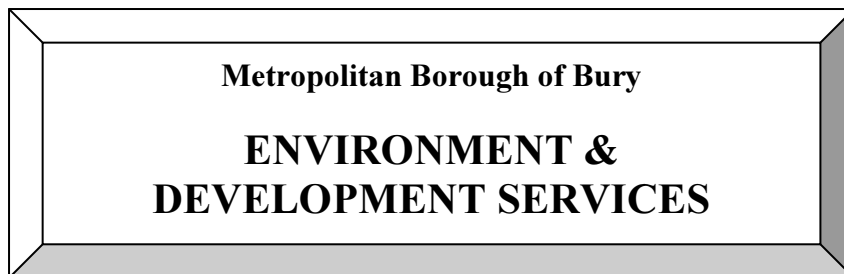 Metropolitan Borough of Bury
ENVIRONMENT &
DEVELOPMENT SERVICES